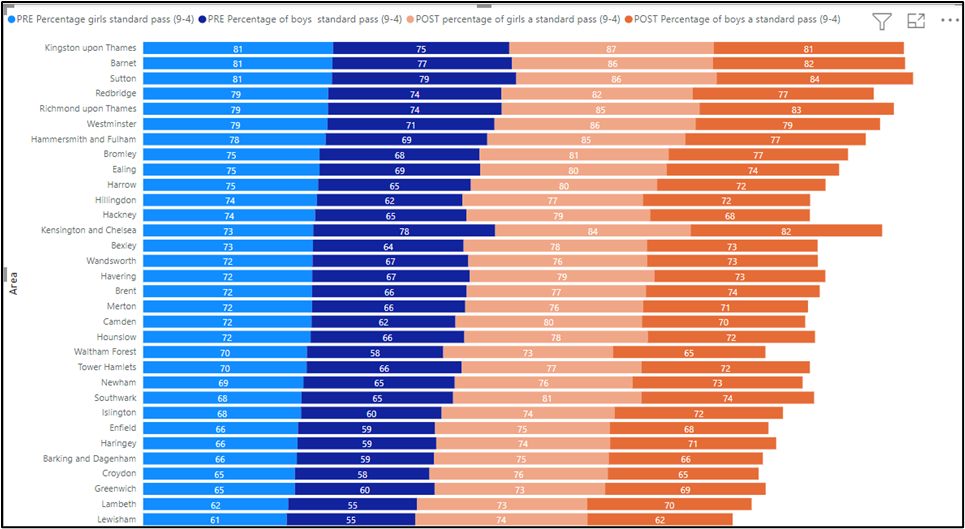 PRE Percentage girls standard pass (9-4) PRE Percentage of boys  standard pass (9-4) POST percentage of girls a standard pass (9-4) POST Percentage of boys a standard pass (9-4)
Area
Kingston upon Thames 81 75 87 81
Barnet 81 77 86 82
Sutton 81 79 86 84
Redbridge 79 74 82 77
Richmond upon Thames 79 74 85 83
Westminster 79 71 86 79
Hammersmith and Fulham 78 69 85 77
Bromley 75 68 81 77
Ealing 75 69 80 74
Harrow 75 65 80 72
Hillingdon 74 62 77 72
Hackney 74 65 79 68
Kensington and Chelsea 73 78 84 82
Bexley 73 64 78 73
Wandsworth 72 67 76 73
Havering 72 67 79 73
Brent 72 66 77 74
Merton 72 66 76 71
Camden 72 62 80 70
Hounslow 72 66 78 72
Waltham Forest 70 58 73 65
Tower Hamlets 70 66 77 72
Newham 69 65 76 73
Southwark 68 65 81 74
Islington 68 60 74 72
Enfield 66 59 75 68
Haringey 66 59 74 71
Barking and Dagenham 66 59 75 66
Croydon 65 58 76 65
Greenwich 65 60 73 69
Lambeth 62 55 73 70
Lewisham 61 55 74 62